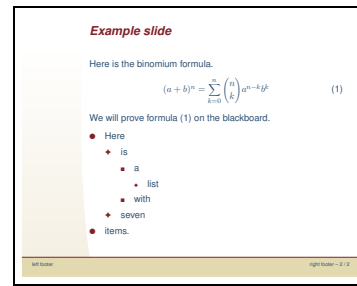 Example slide
Here is the binomium formula.
(a + b)^n = \sum_{k=0}^{n} \binom{n}{k} a^{n-k} b^k (1)
We will prove formula (1) on the blackboard.
● Here
✦ is
■ a
• list
■ with
✦ seven
● items.
left footer right footer – 2 / 2